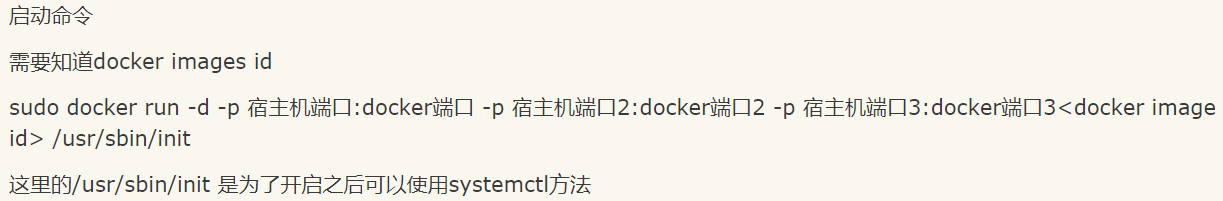 启动命令
需要知道docker images id
sudo docker run -d -p 宿主机端口:docker端口 -p 宿主机端口2:docker端口2 -p 宿主机端口3:docker端口3<docker image
id> /usr/sbin/init
这里的/usr/sbin/init 是为了开启之后可以使用systemctl方法